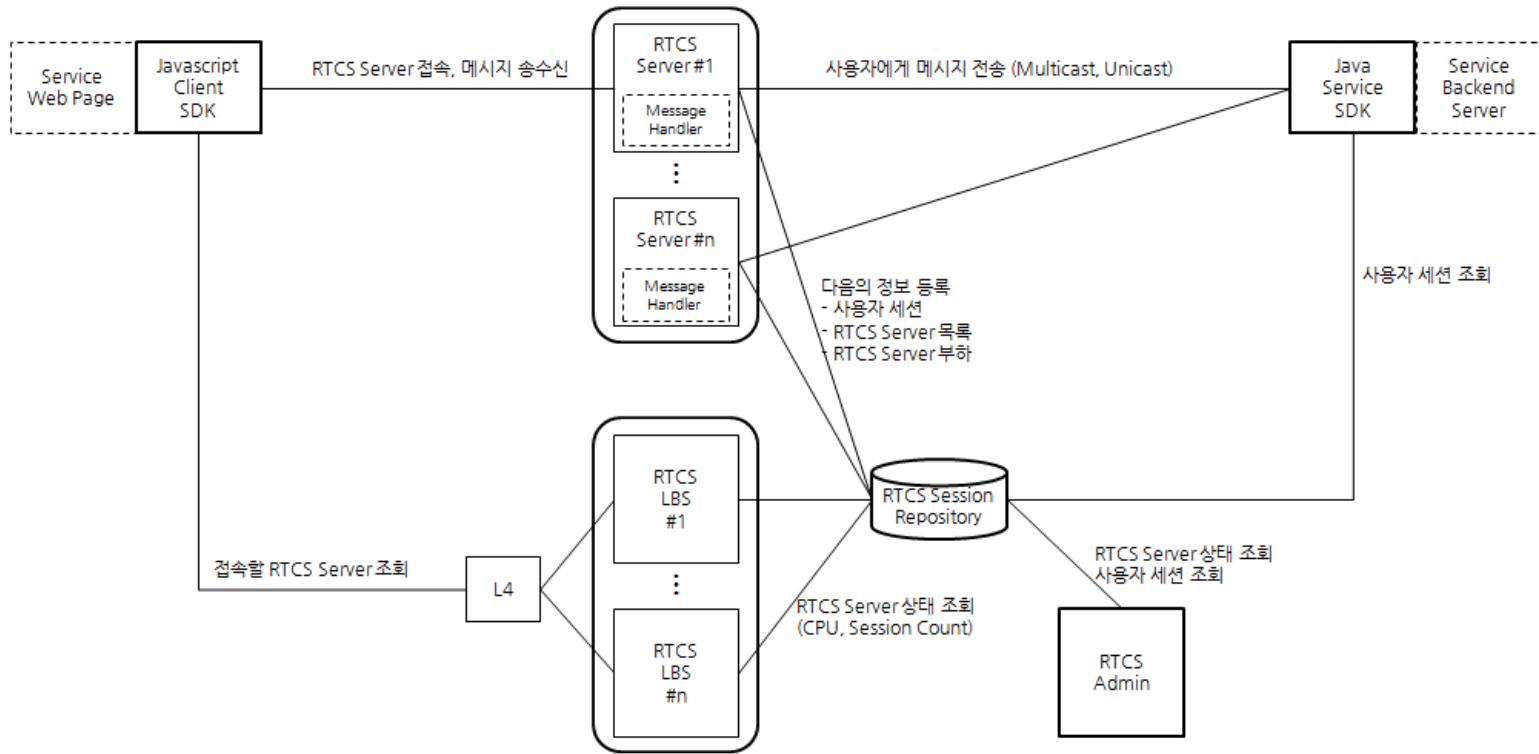 Service
Web Page
Javascript
Client
SDK
RTCS Server 접속, 메시지 송수신
RTCS
Server #1
Message
Handler
⋮
RTCS
Server #n
Message
Handler
사용자에게 메시지 전송 (Multicast, Unicast)
Java
Service
SDK
Service
Backend
Server
다음의 정보 등록
- 사용자 세션
- RTCS Server 목록
- RTCS Server 부하
사용자 세션 조회
접속할 RTCS Server 조회
L4
RTCS
LBS
#1
⋮
RTCS
LBS
#n
RTCS Session
Repository
RTCS Server 상태 조회
(CPU, Session Count)
RTCS Server 상태 조회
사용자 세션 조회
RTCS
Admin